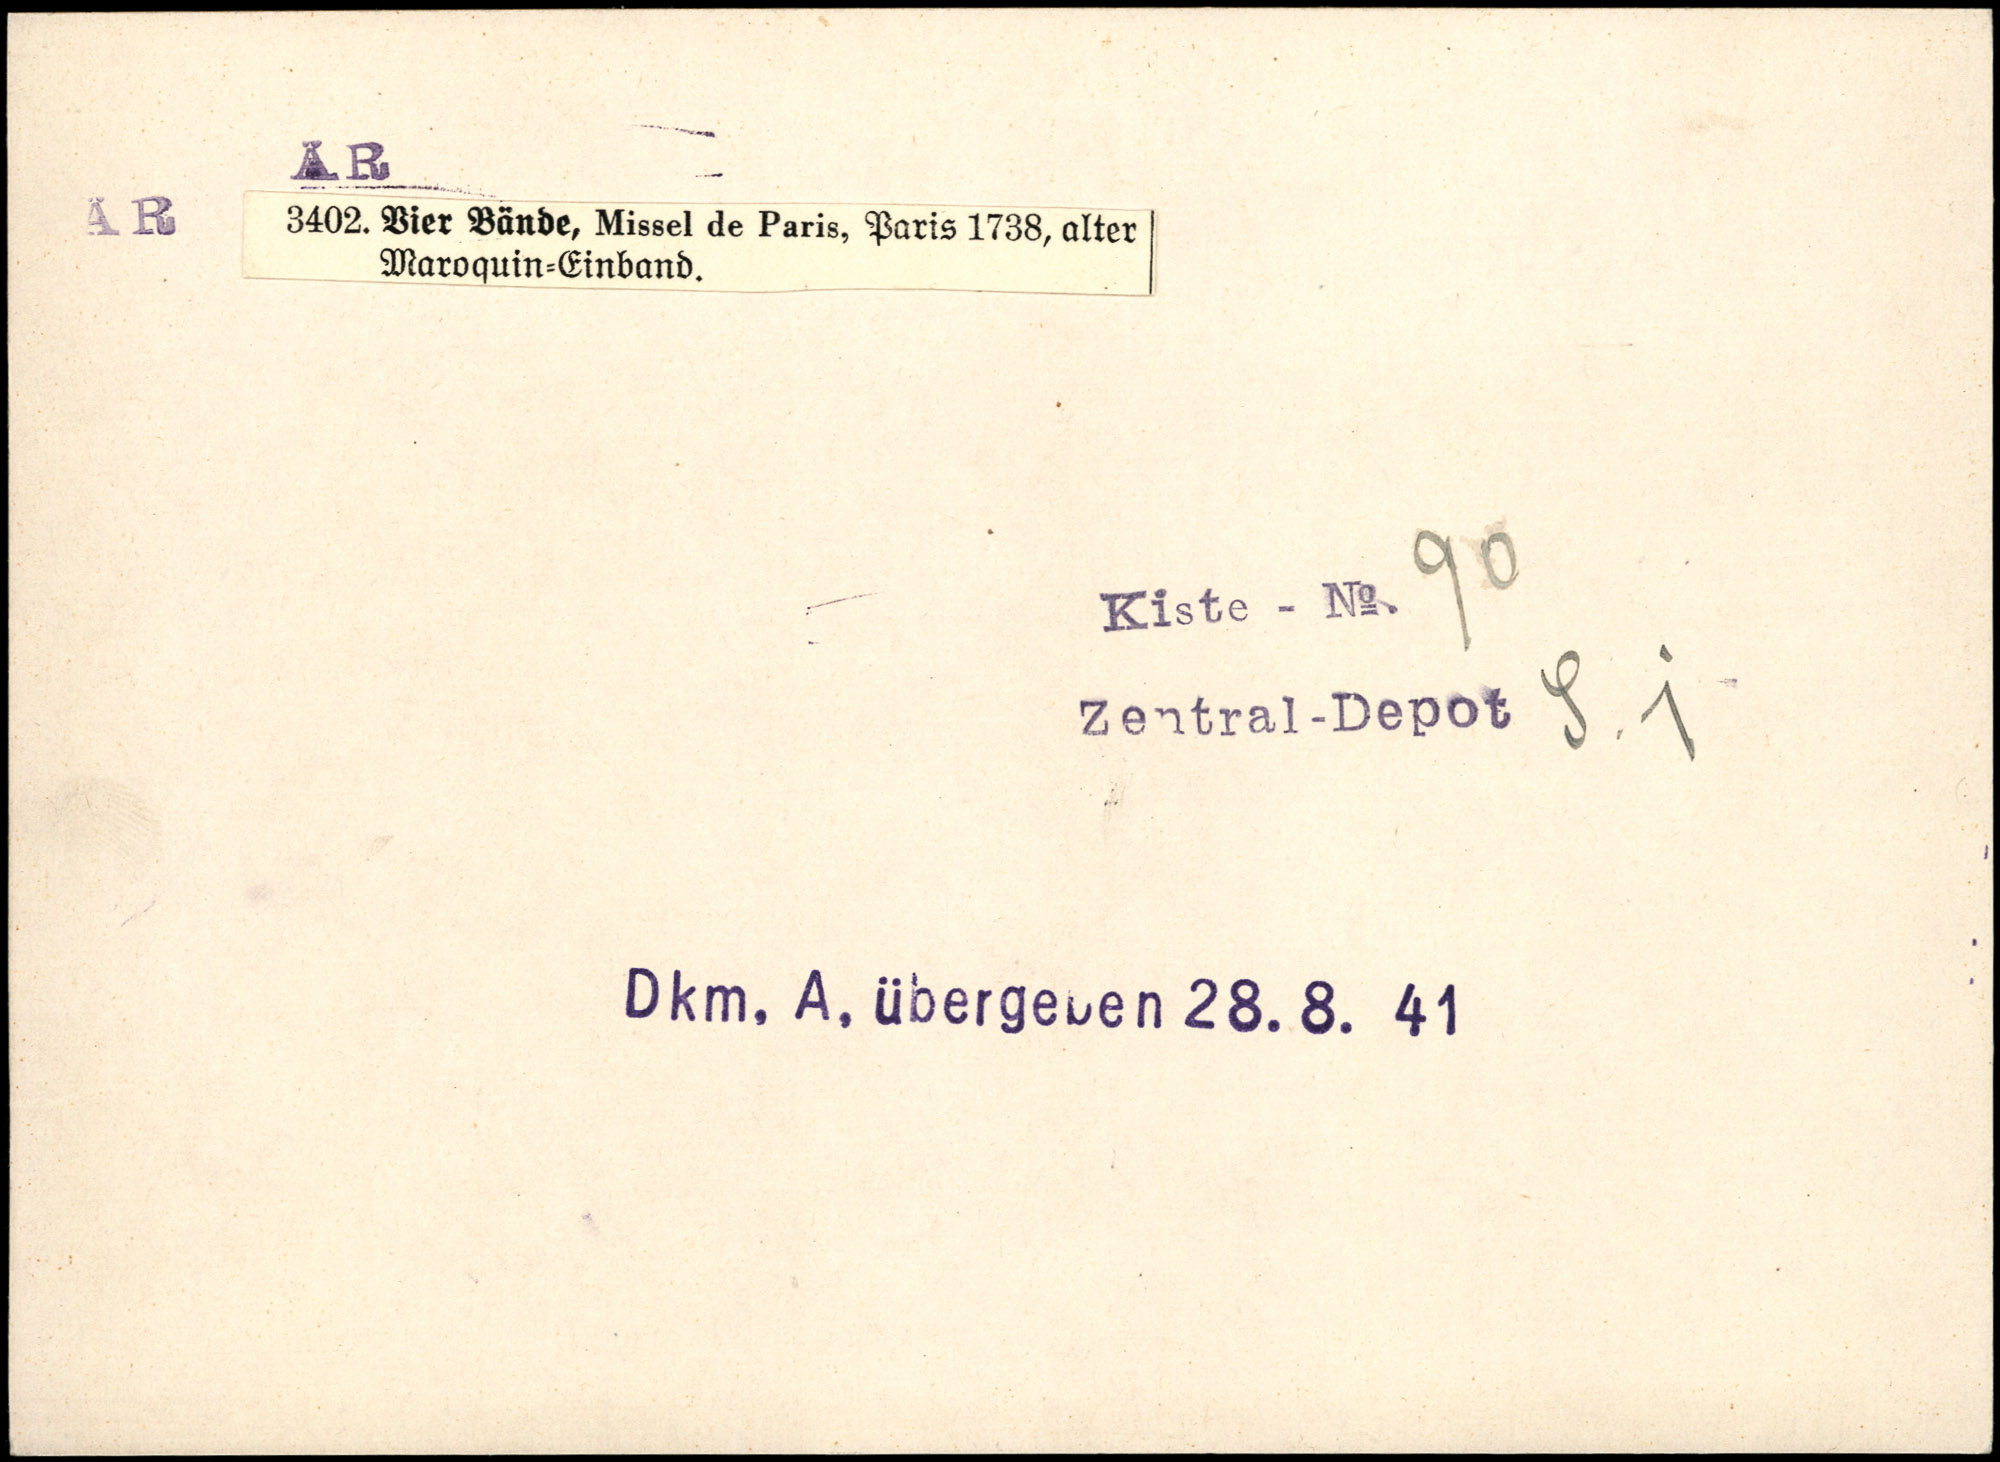 AR
AR
3402. Vier Bände, Missel de Paris, Paris 1738, alter
Maroquin=Einband.
Kiste - No. 90
Zentral-Depot S. j
Dkm. A. übergeben 28. 8. 41